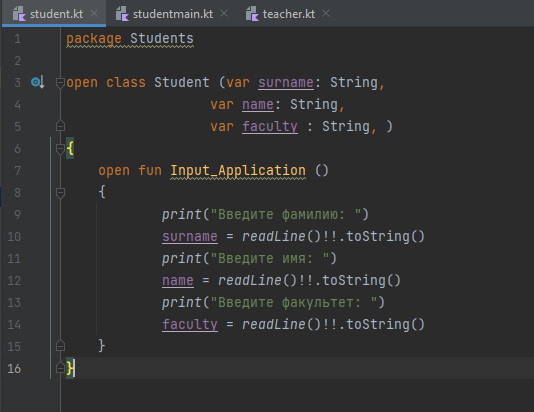 student.kt studentmain.kt teacher.kt
1 package Students
2
3 open class Student (var surname: String,
4 var name: String,
5 var faculty : String, )
6 {
7 open fun Input_Application ()
8 {
9 print("Введите фамилию: ")
10 surname = readLine()!!.toString()
11 print("Введите имя: ")
12 name = readLine()!!.toString()
13 print("Введите факультет: ")
14 faculty = readLine()!!.toString()
15 }
16 }